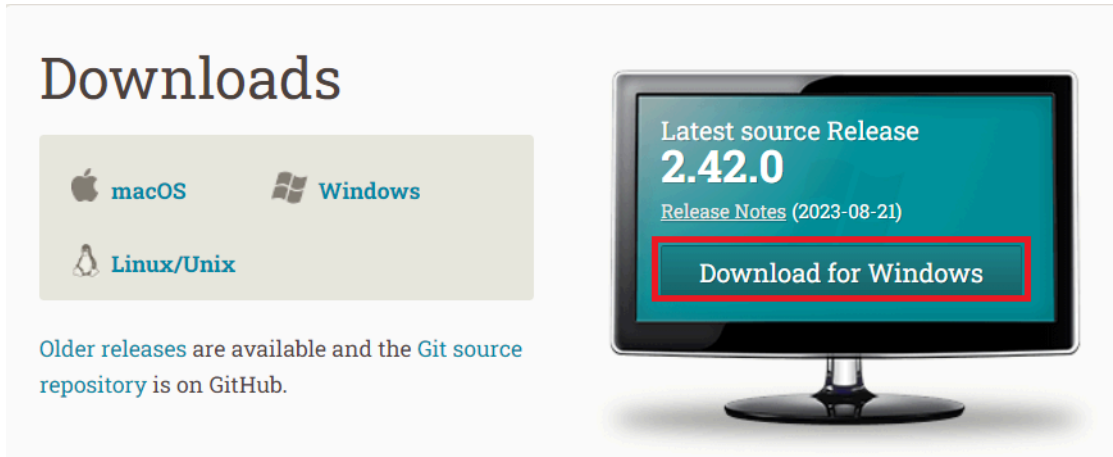 Downloads
macOS
Windows
Linux/Unix
Older releases are available and the Git source
repository is on GitHub.
Latest source Release
2.42.0
Release Notes (2023-08-21)
Download for Windows